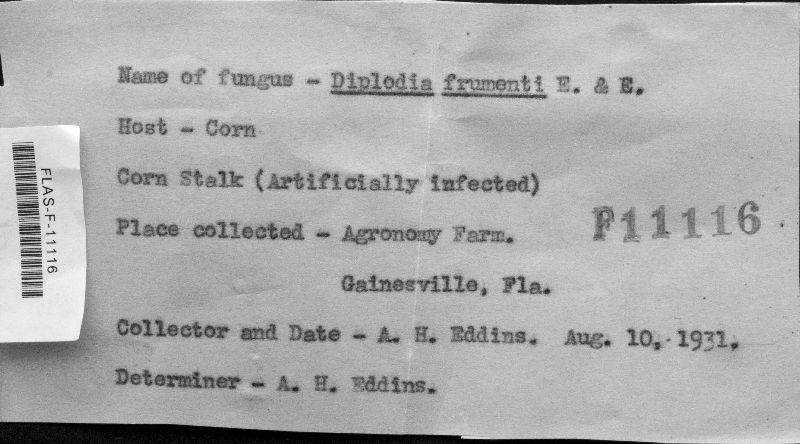 Name of fungus - Diplodia frumenti E. & E.
Host - Corn
Corn Stalk (Artificially infected)
Place collected - Agronomy Farm.
F11116
Gainesville, Fla.
Collector and Date - A. H. Eddins. Aug. 10, 1931.
Determiner - A. H. Eddins.
FLAS-F-11116